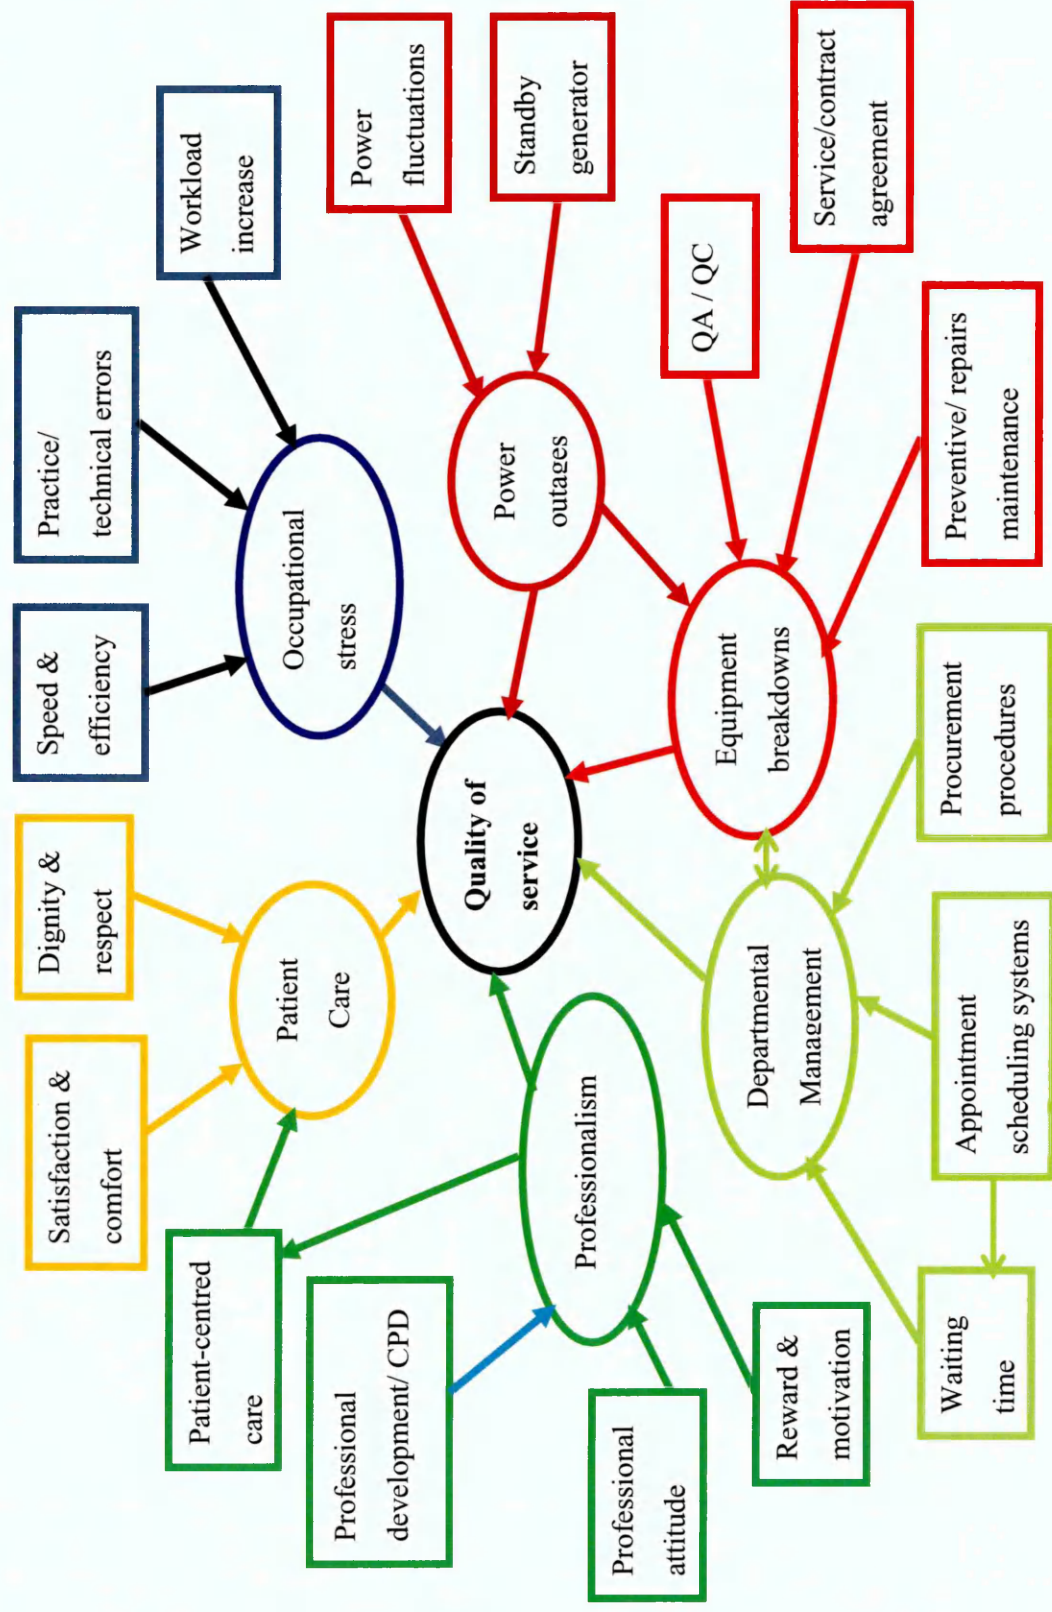 Satisfaction &
comfort
Dignity &
respect
Speed &
efficiency
Practice/
technical errors
Workload
increase
Patient-centred
care
Patient
Care
Occupational
stress
Power
fluctuations
Professional
development/ CPD
Quality of
service
Power
outages
Standby
generator
Professionalism
Professional
attitude
Reward &
motivation
Departmental
Management
Equipment
breakdowns
QA / QC
Service/contract
agreement
Waiting
time
Appointment
scheduling systems
Procurement
procedures
Preventive/ repairs
maintenance